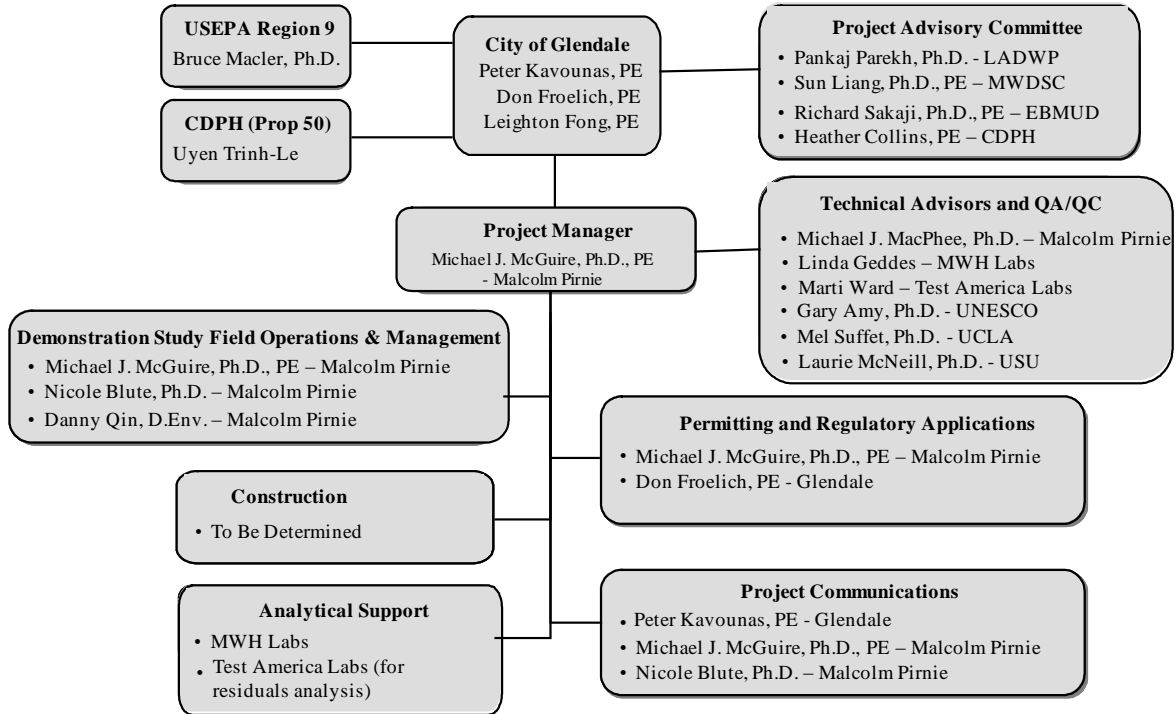 USEPA Region 9
Bruce Macler, Ph.D.
CDPH (Prop 50)
Uyen Trinh-Le
City of Glendale
Peter Kavounas, PE
Don Froelich, PE
Leighton Fong, PE
Project Advisory Committee
• Pankaj Parekh, Ph.D. - LADWP
• Sun Liang, Ph.D., PE – MWDSC
• Richard Sakaji, Ph.D., PE – EBMUD
• Heather Collins, PE – CDPH
Project Manager
Michael J. McGuire, Ph.D., PE
- Malcolm Pirnie
Technical Advisors and QA/QC
• Michael J. MacPhee, Ph.D. – Malcolm Pirnie
• Linda Geddes – MWH Labs
• Marti Ward – Test America Labs
• Gary Amy, Ph.D. - UNESCO
• Mel Suffet, Ph.D. - UCLA
• Laurie McNeill, Ph.D. - USU
Demonstration Study Field Operations & Management
• Michael J. McGuire, Ph.D., PE – Malcolm Pirnie
• Nicole Blute, Ph.D. – Malcolm Pirnie
• Danny Qin, D.Env. – Malcolm Pirnie
Permitting and Regulatory Applications
• Michael J. McGuire, Ph.D., PE – Malcolm Pirnie
• Don Froelich, PE - Glendale
Construction
• To Be Determined
Analytical Support
• MWH Labs
• Test America Labs (for
residuals analysis)
Project Communications
• Peter Kavounas, PE - Glendale
• Michael J. McGuire, Ph.D., PE – Malcolm Pirnie
• Nicole Blute, Ph.D. – Malcolm Pirnie